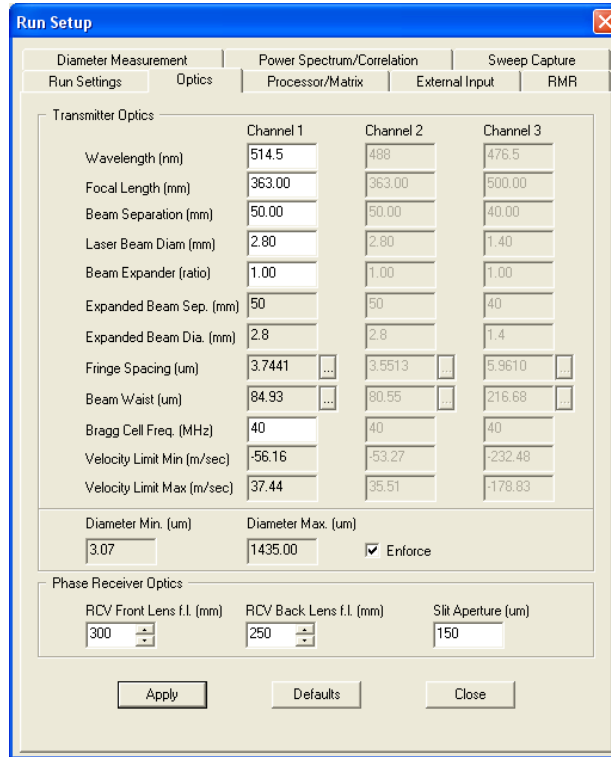 Run Setup
Diameter Measurement Power Spectrum/Correlation Sweep Capture
Run Settings Optics Processor/Matrix External Input RMR
Transmitter Optics
Channel 1 Channel 2 Channel 3
Wavelength (nm) 514.5 488 476.5
Focal Length (mm) 363.00 363.00 500.00
Beam Separation (mm) 50.00 50.00 40.00
Laser Beam Diam (mm) 2.80 2.80 1.40
Beam Expander (ratio) 1.00 1.00 1.00
Expanded Beam Sep. (mm) 50 50 40
Expanded Beam Dia. (mm) 2.8 2.8 1.4
Fringe Spacing (um) 3.7441 ... 3.5513 ... 5.9610 ...
Beam Waist (um) 84.93 ... 80.55 ... 216.68 ...
Bragg Cell Freq. (MHz) 40 40 40
Velocity Limit Min (m/sec) -56.16 -53.27 -232.48
Velocity Limit Max (m/sec) 37.44 35.51 -178.83
Diameter Min. (um) Diameter Max. (um)
3.07 1435.00 Enforce
Phase Receiver Optics
RCV Front Lens f.l. (mm) RCV Back Lens f.l. (mm) Slit Aperture (um)
300 250 150
Apply Defaults Close